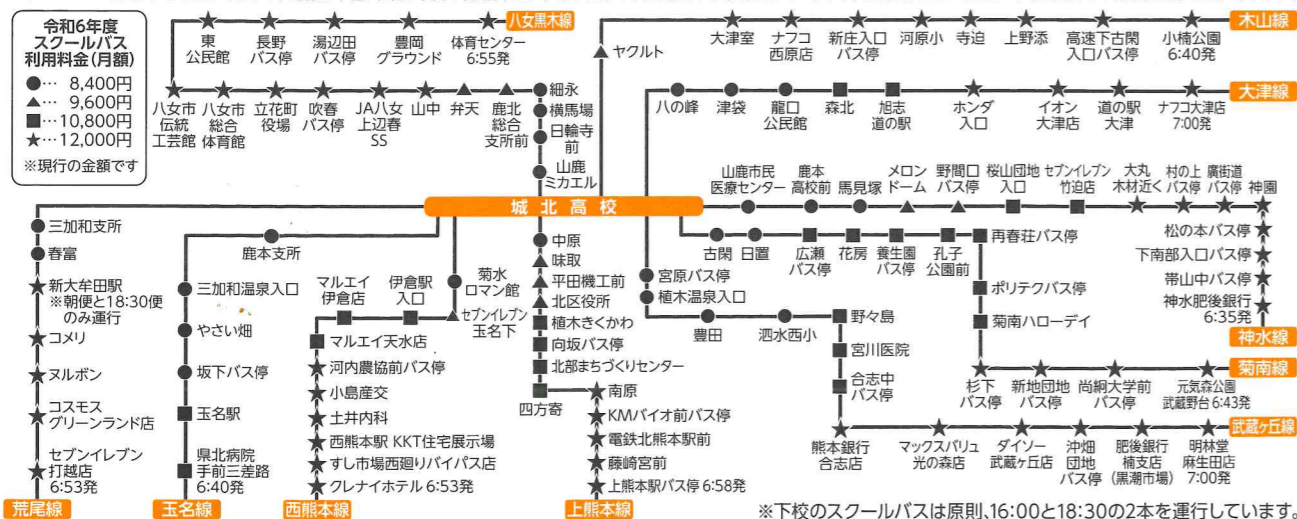 令和6年度
スクールバス
利用料金(月額)
●… 8,400円
▲… 9,600円
■… 10,800円
★… 12,000円
※現行の金額です
八女黒木線
東
公民館
長野
バス停
湯辺田
バス停
豊岡
グラウンド
体育センター
6:55発
八女市
伝統
工芸館
八女市
総合
体育館
立花町
役場
吹春
バス停
JA八女
上辺春
SS
山中
弁天
鹿北
総合
支所前
細永
横馬場
日輪寺
前
山鹿
ミカエル
木山線
ヤクルト
大津室
ナフコ
西原店
新庄入口
バス停
河原小
寺迫
上野添
高速下古閑
入口バス停
小楠公園
6:40発
大津線
八の峰
津袋
龍口
公民館
森北
旭志
道の駅
ホンダ
入口
イオン
大津店
道の駅
大津
ナフコ大津店
7:00発
城北高校
山鹿市民
医療センター
鹿本
高校前
馬見塚
メロン
ドーム
野間口
バス停
桜山団地
入口
セブンイレブン
竹迫店
大丸
木材近く
村の上
バス停
廣街道
バス停
神園
松の本バス停
下南部入口バス停
帯山中バス停
神水肥後銀行
6:35発
神水線
古閑
日置
広瀬
バス停
花房
養生園
バス停
孔子
公園前
再春荘バス停
ポリテクバス停
菊南ハローデイ
杉下
バス停
新地団地
バス停
尚絅大学前
バス停
元気森公園
武蔵野台 6:43発
菊南線
宮原バス停
植木温泉入口
豊田
泗水西小
野々島
宮川医院
合志中
バス停
熊本銀行
合志店
マックスバリュ
光の森店
ダイソー
武蔵ヶ丘店
沖畑
団地
バス停
肥後銀行
楠支店
(黒潮市場)
明林堂
麻生田店
7:00発
武蔵ヶ丘線
三加和支所
春富
新大牟田駅
※朝便と18:30便
のみ運行
コメリ
ヌルボン
コスモス
グリーンランド店
セブンイレブン
打越店
6:53発
荒尾線
鹿本支所
三加和温泉入口
やさい畑
坂下バス停
玉名駅
県北病院
手前三差路
6:40発
玉名線
菊水
ロマン館
セブンイレブン
玉名下
伊倉駅
入口
マルエイ
伊倉店
マルエイ天水店
河内農協前バス停
小島産交
土井内科
西熊本駅 KKT住宅展示場
すし市場西廻りバイパス店
クレナイホテル 6:53発
西熊本線
中原
味取
平田機工前
北区役所
植木きくかわ
向坂バス停
北部まちづくりセンター
四方寄
南原
KMバイオ前バス停
電鉄北熊本駅前
藤崎宮前
上熊本駅バス停 6:58発
上熊本線
※下校のスクールバスは原則、16:00と18:30の2本を運行しています。